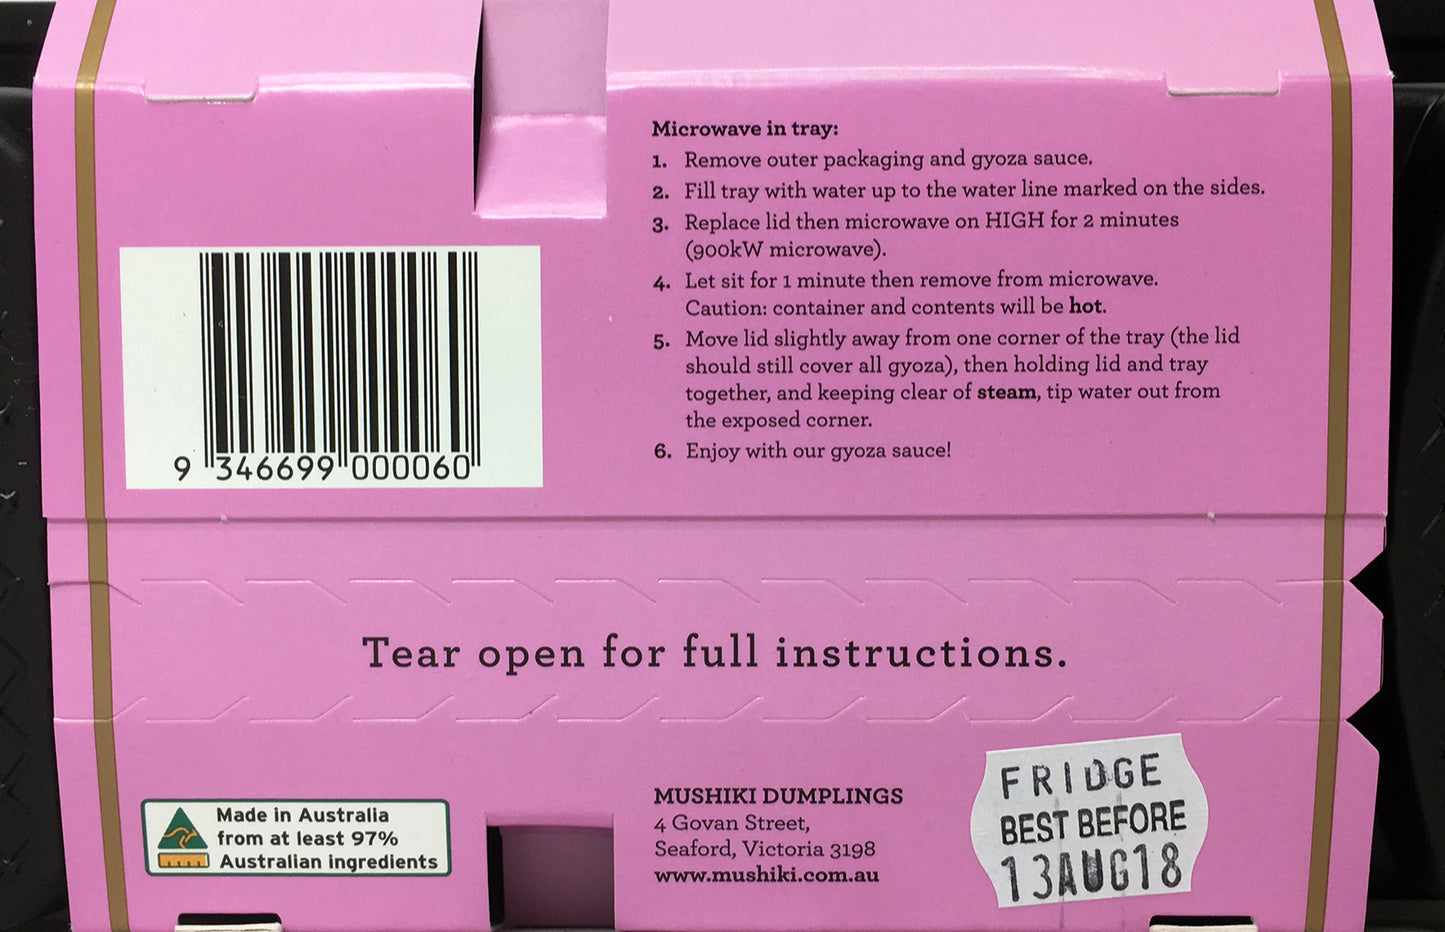 Microwave in tray:
1. Remove outer packaging and gyoza sauce.
2. Fill tray with water up to the water line marked on the sides.
3. Replace lid then microwave on HIGH for 2 minutes
(900kW microwave).
4. Let sit for 1 minute then remove from microwave.
Caution: container and contents will be hot.
5. Move lid slightly away from one corner of the tray (the lid
should still cover all gyoza), then holding lid and tray
together, and keeping clear of steam, tip water out from
the exposed corner.
6. Enjoy with our gyoza sauce!
9 346699 000060
Tear open for full instructions.
Made in Australia
from at least 97%
Australian ingredients
MUSHIKI DUMPLINGS
4 Govan Street,
Seaford, Victoria 3198
www.mushiki.com.au
FRIDGE
BEST BEFORE
13AUG18